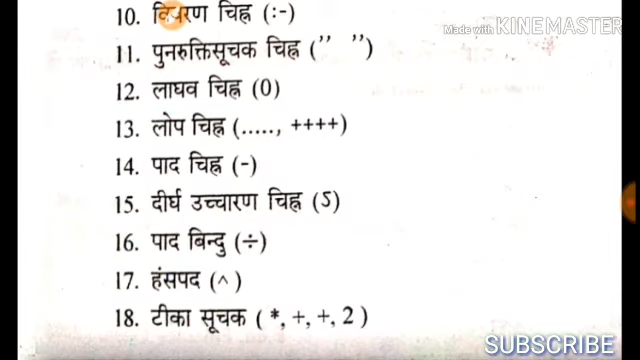 10. विवरण चिह्न (:-)
Made with KINEMASTER
11. पुनरुक्तिसूचक चिह्न (” ”)
12. लाघव चिह्न (0)
13. लोप चिह्न (....., ++++)
14. पाद चिह्न (-)
15. दीर्घ उच्चारण चिह्न (ऽ)
16. पाद बिन्दु (÷)
17. हंसपद (^)
18. टीका सूचक (*, +, +, 2)
SUBSCRIBE